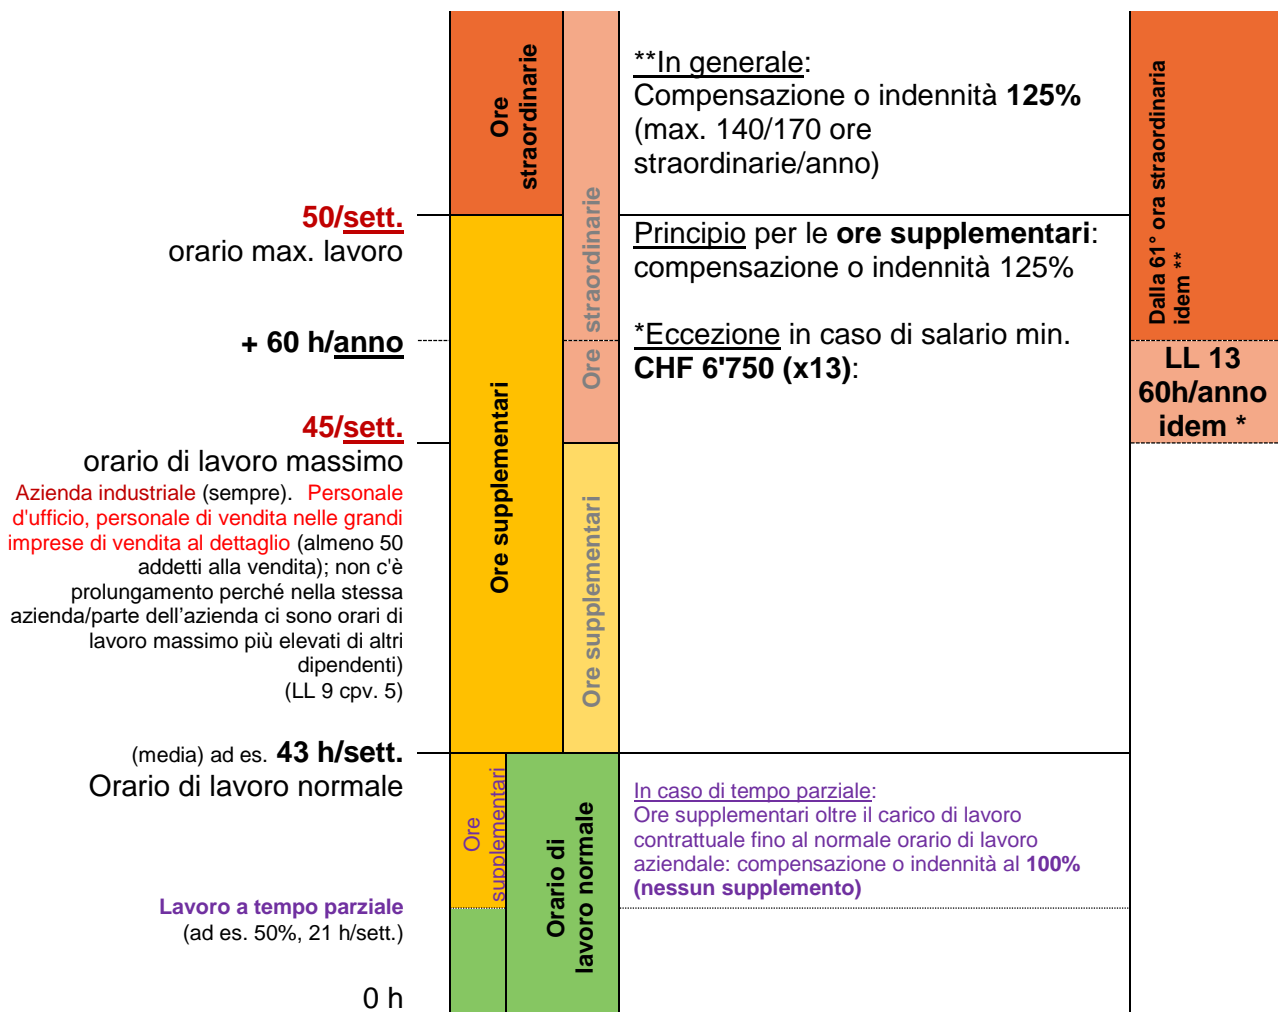 Ore
straordinarie
Ore straordinarie
**In generale:
Compensazione o indennità 125%
(max. 140/170 ore
straordinarie/anno)
Dalla 61° ora straordinaria
idem **
50/sett.
orario max. lavoro
Principio per le ore supplementari:
compensazione o indennità 125%
+ 60 h/anno
*Eccezione in caso di salario min.
CHF 6'750 (x13):
LL 13
60h/anno
idem *
45/sett.
orario di lavoro massimo
Azienda industriale (sempre). Personale
d'ufficio, personale di vendita nelle grandi
imprese di vendita al dettaglio (almeno 50
addetti alla vendita); non c'è
prolungamento perché nella stessa
azienda/parte dell’azienda ci sono orari di
lavoro massimo più elevati di altri
dipendenti)
(LL 9 cpv. 5)
Ore supplementari
Ore supplementari
(media) ad es. 43 h/sett.
Orario di lavoro normale
Ore
supplementari
Orario di
lavoro normale
In caso di tempo parziale:
Ore supplementari oltre il carico di lavoro
contrattuale fino al normale orario di lavoro
aziendale: compensazione o indennità al 100%
(nessun supplemento)
Lavoro a tempo parziale
(ad es. 50%, 21 h/sett.)
0 h